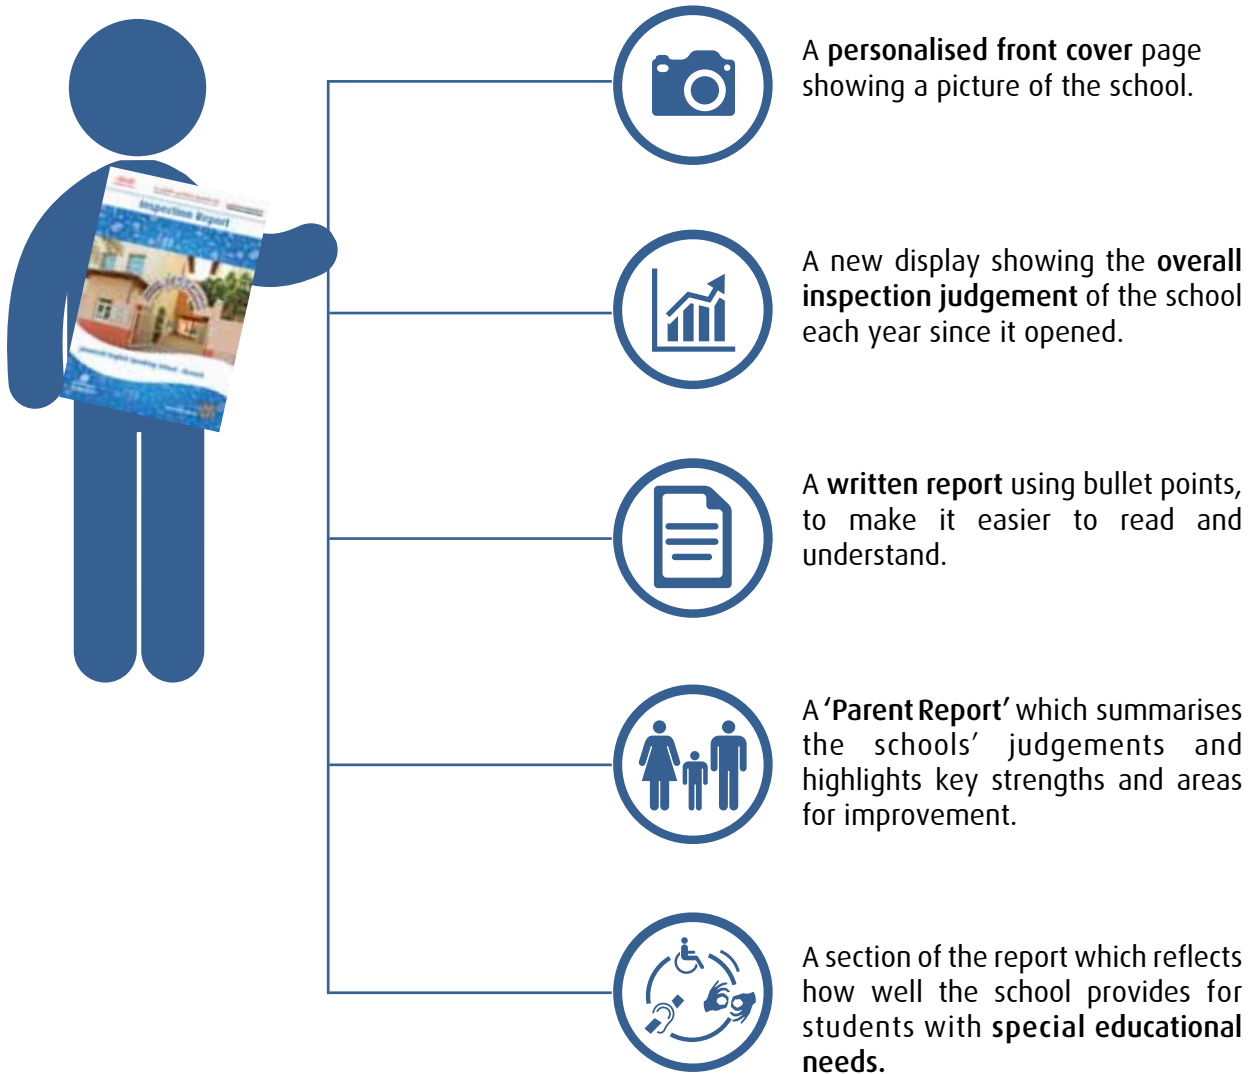 Inspection Report
A personalised front cover page
showing a picture of the school.
A new display showing the overall
inspection judgement of the school
each year since it opened.
A written report using bullet points,
to make it easier to read and
understand.
A ‘Parent Report’ which summarises
the schools’ judgements and
highlights key strengths and areas
for improvement.
A section of the report which reflects
how well the school provides for
students with special educational
needs.